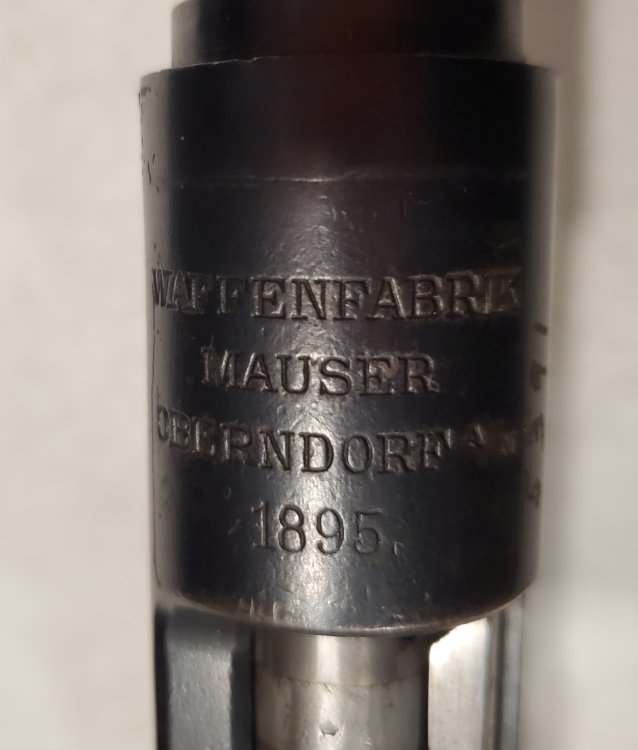 WAFFENFABRIK
MAUSER
OBERNDORF A/N
1895.